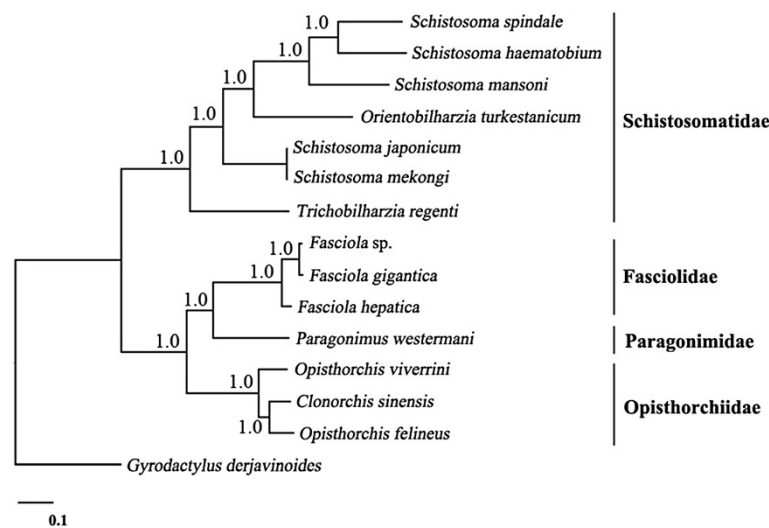 Schistosoma spindale
1.0
Schistosoma haematobium
1.0
Schistosoma mansoni
1.0
Orientobilharzia turkestanicum
1.0
Schistosomatidae
Schistosoma japonicum
1.0
Schistosoma mekongi
Trichobilharzia regenti
Fasciola sp.
1.0
1.0
Fasciola gigantica
Fasciolidae
1.0
Fasciola hepatica
1.0
Paragonimus westermani
Paragonimidae
Opisthorchis viverrini
1.0
Clonorchis sinensis
Opisthorchiidae
1.0
Opisthorchis felineus
Gyrodactylus derjavinoides
0.1